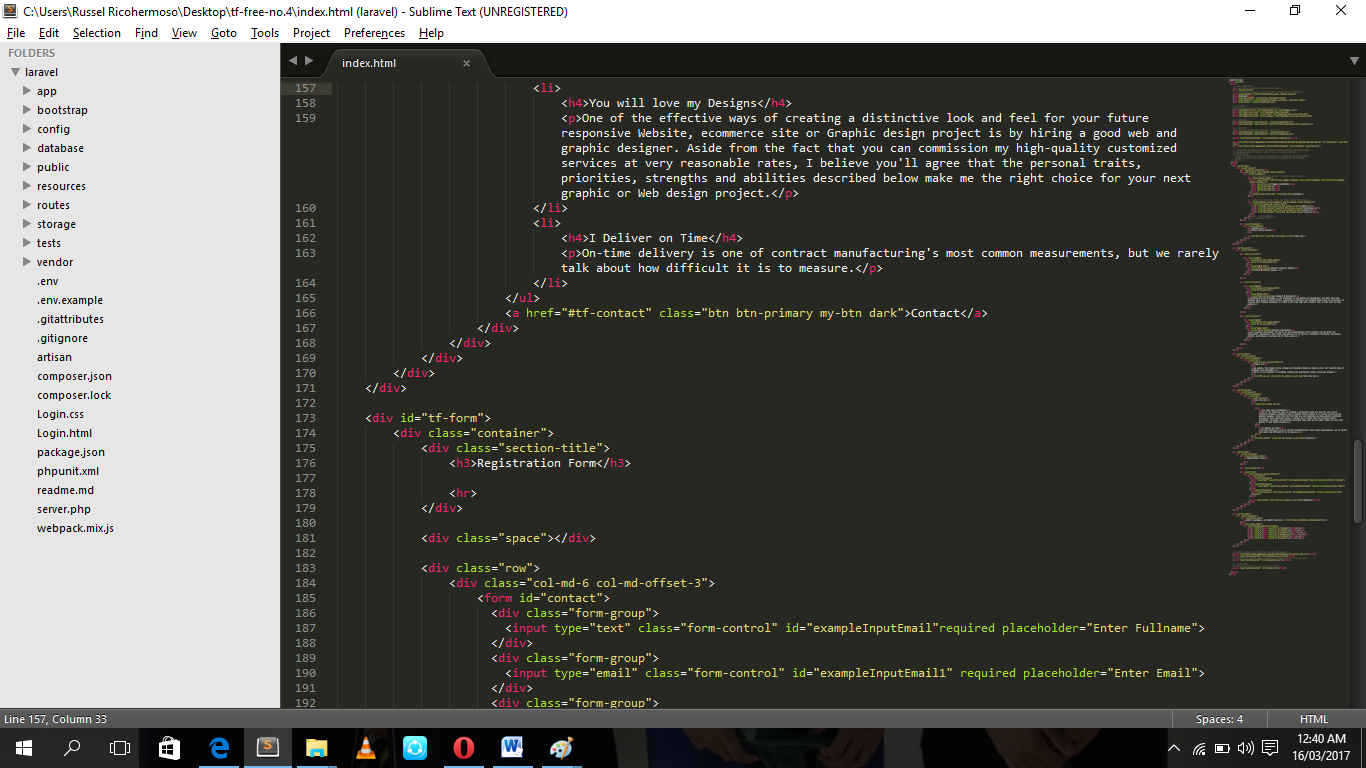 C:\Users\Russel Ricohermoso\Desktop\tf-free-no.4\index.html (laravel) - Sublime Text (UNREGISTERED)
File Edit Selection Find View Goto Tools Project Preferences Help
FOLDERS
laravel
app
bootstrap
config
database
public
resources
routes
storage
tests
vendor
.env
.env.example
.gitattributes
.gitignore
artisan
composer.json
composer.lock
Login.css
Login.html
package.json
phpunit.xml
readme.md
server.php
webpack.mix.js
index.html ×
157 <li>
158 <h4>You will love my Designs</h4>
159 <p>One of the effective ways of creating a distinctive look and feel for your future
responsive Website, ecommerce site or Graphic design project is by hiring a good web and
graphic designer. Aside from the fact that you can commission my high-quality customized
services at very reasonable rates, I believe you'll agree that the personal traits,
priorities, strengths and abilities described below make me the right choice for your next
graphic or Web design project.</p>
160 </li>
161 <li>
162 <h4>I Deliver on Time</h4>
163 <p>On-time delivery is one of contract manufacturing's most common measurements, but we rarely
talk about how difficult it is to measure.</p>
164 </li>
165 </ul>
166 <a href="#tf-contact" class="btn btn-primary my-btn dark">Contact</a>
167 </div>
168 </div>
169 </div>
170 </div>
171 </div>
172
173 <div id="tf-form">
174 <div class="container">
175 <div class="section-title">
176 <h3>Registration Form</h3>
177
178 <hr>
179 </div>
180
181 <div class="space"></div>
182
183 <div class="row">
184 <div class="col-md-6 col-md-offset-3">
185 <form id="contact">
186 <div class="form-group">
187 <input type="text" class="form-control" id="exampleInputEmail"required placeholder="Enter Fullname">
188 </div>
189 <div class="form-group">
190 <input type="email" class="form-control" id="exampleInputEmail1" required placeholder="Enter Email">
191 </div>
192 <div class="form-group">
Line 157, Column 33 Spaces: 4 HTML
12:40 AM
16/03/2017